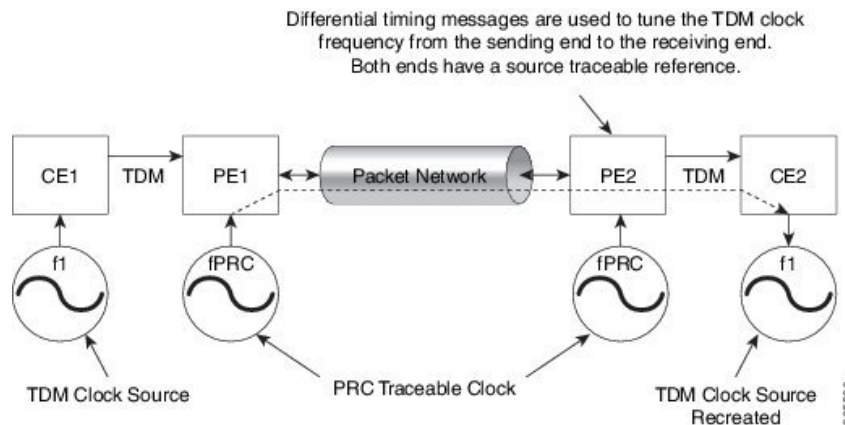 Differential timing messages are used to tune the TDM clock
frequency from the sending end to the receiving end.
Both ends have a source traceable reference.
CE1
TDM
PE1
Packet Network
PE2
TDM
CE2
f1
fPRC
fPRC
f1
TDM Clock Source
PRC Traceable Clock
TDM Clock Source
Recreated